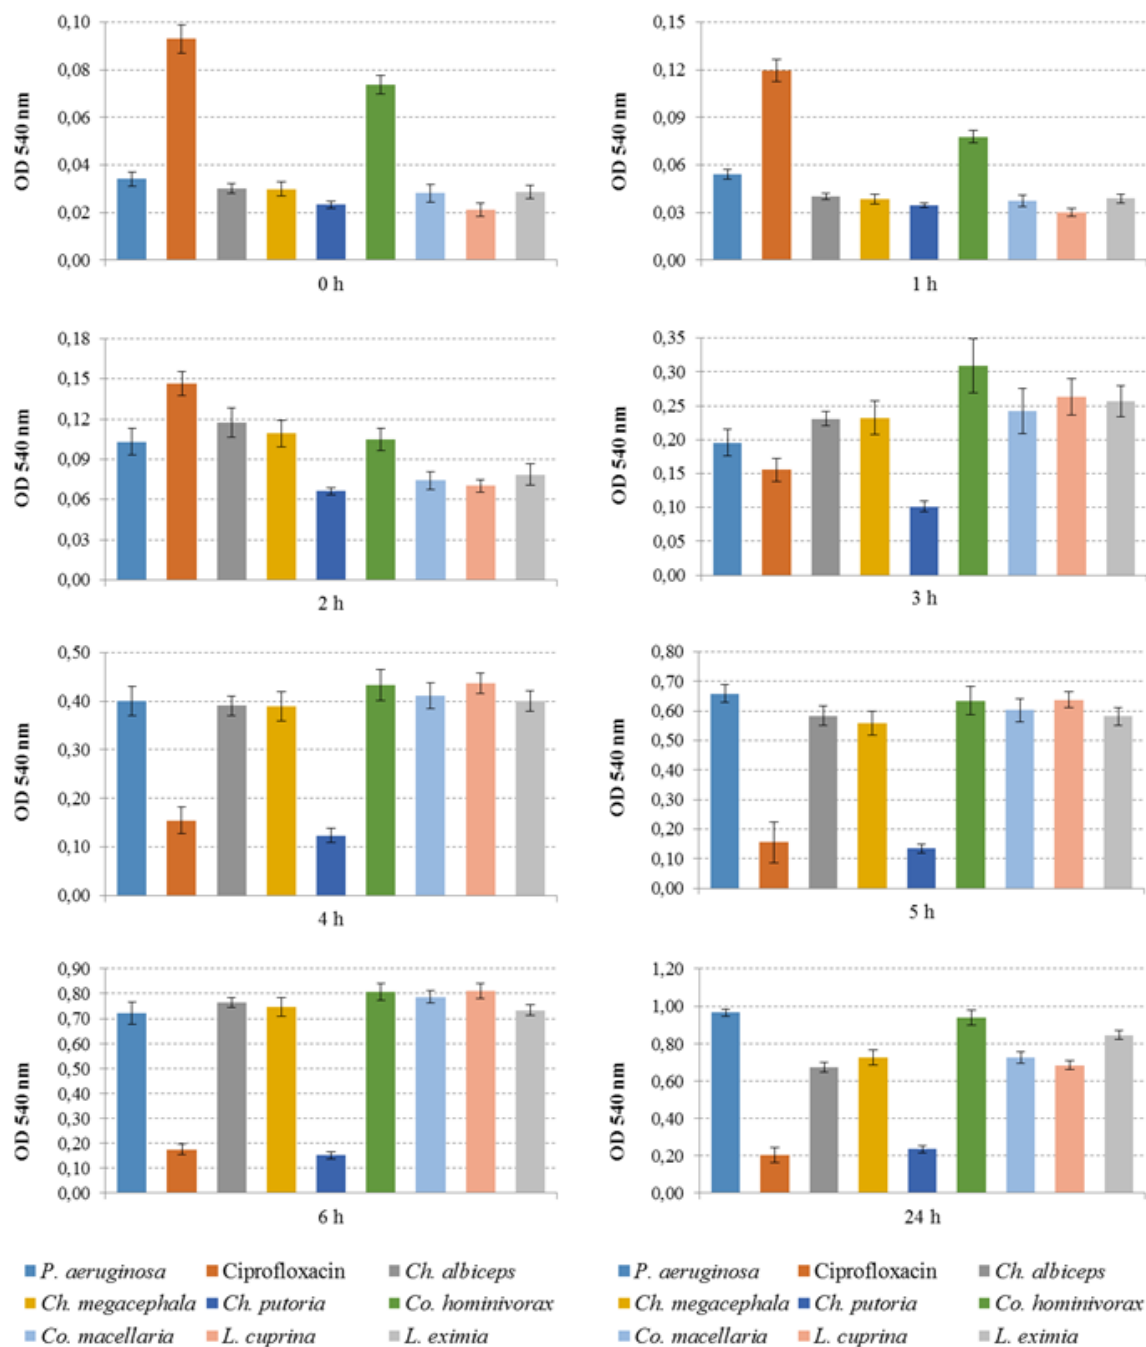 OD 540 nm
0,10
0,08
0,06
0,04
0,02
0,00
0 h
OD 540 nm
0,15
0,12
0,09
0,06
0,03
0,00
1 h
OD 540 nm
0,18
0,15
0,12
0,09
0,06
0,03
0,00
2 h
OD 540 nm
0,35
0,30
0,25
0,20
0,15
0,10
0,05
0,00
3 h
OD 540 nm
0,50
0,40
0,30
0,20
0,10
0,00
4 h
OD 540 nm
0,80
0,70
0,60
0,50
0,40
0,30
0,20
0,10
0,00
5 h
OD 540 nm
0,90
0,80
0,70
0,60
0,50
0,40
0,30
0,20
0,10
0,00
6 h
OD 540 nm
1,20
1,00
0,80
0,60
0,40
0,20
0,00
24 h
P. aeruginosa Ciprofloxacin Ch. albiceps
Ch. megacephala Ch. putoria Co. hominivorax
Co. macellaria L. cuprina L. eximia
P. aeruginosa Ciprofloxacin Ch. albiceps
Ch. megacephala Ch. putoria Co. hominivorax
Co. macellaria L. cuprina L. eximia